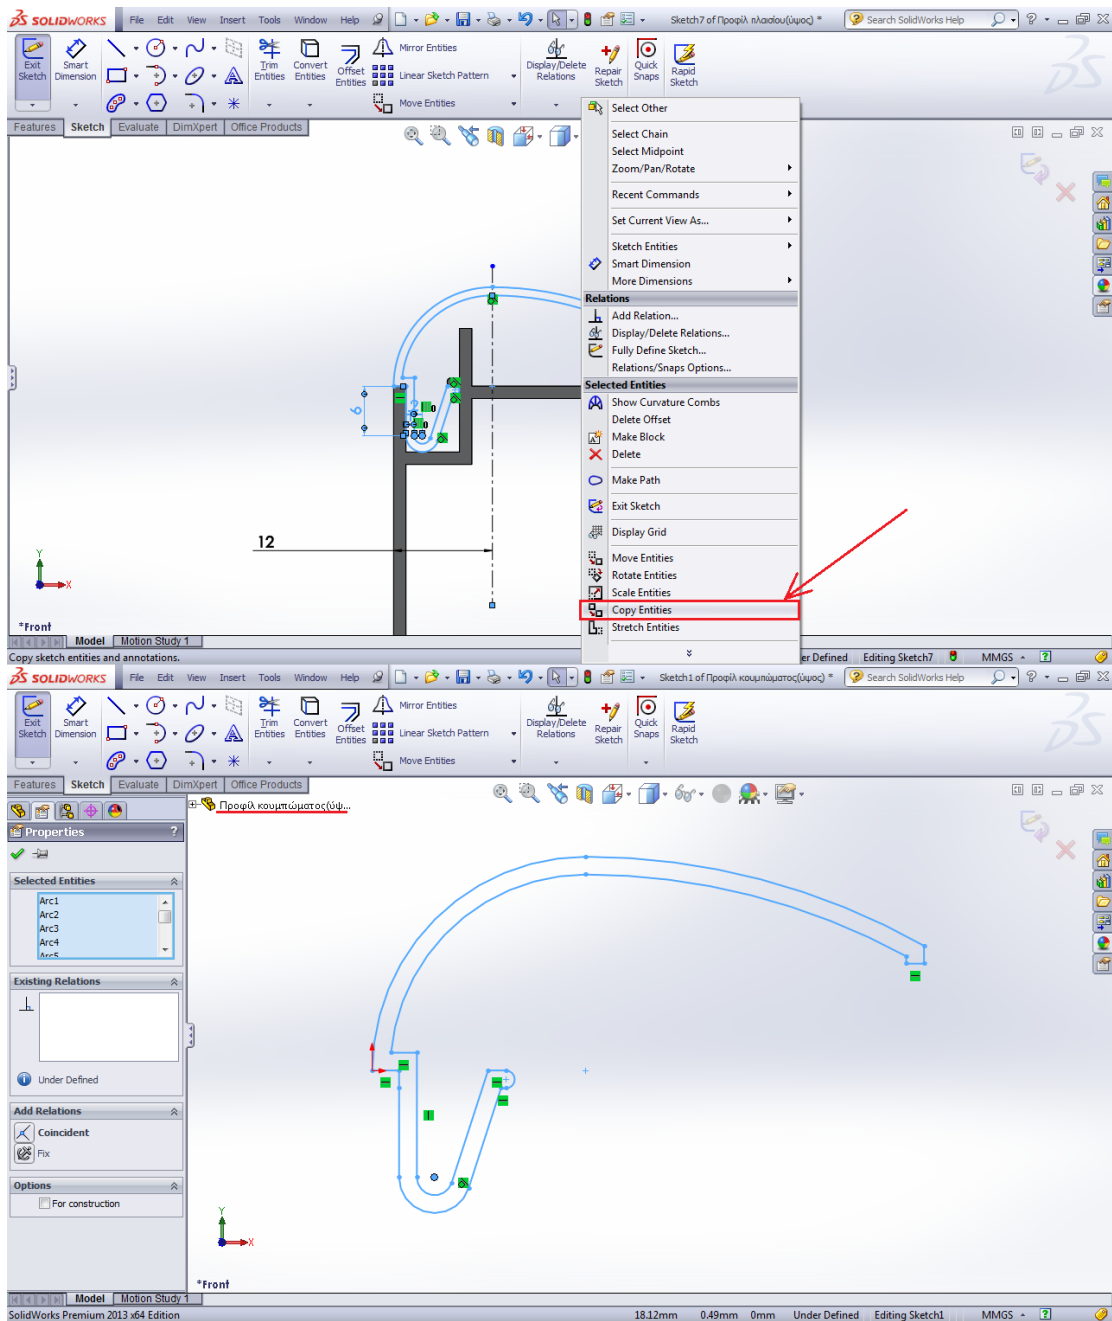 SOLIDWORKS File Edit View Insert Tools Window Help Sketch7 of Προφίλ πλαισίου(ύψος) * Search SolidWorks Help
Exit Sketch Smart Dimension Trim Entities Convert Entities Offset Entities Mirror Entities Linear Sketch Pattern Move Entities Display/Delete Relations Repair Sketch Quick Snaps Rapid Sketch
Features Sketch Evaluate DimXpert Office Products
Select Other
Select Chain
Select Midpoint
Zoom/Pan/Rotate
Recent Commands
Set Current View As...
Sketch Entities
Smart Dimension
More Dimensions
Relations
Add Relation...
Display/Delete Relations...
Fully Define Sketch...
Relations/Snaps Options...
Selected Entities
Show Curvature Combs
Delete Offset
Make Block
Delete
Make Path
Exit Sketch
Display Grid
Move Entities
Rotate Entities
Scale Entities
Copy Entities
Stretch Entities
6
12
Y
X
*Front
Model Motion Study 1
Copy sketch entities and annotations. er Defined Editing Sketch7 MMGS
SOLIDWORKS File Edit View Insert Tools Window Help Sketch1 of Προφίλ κουμπώματος(ύψος) * Search SolidWorks Help
Exit Sketch Smart Dimension Trim Entities Convert Entities Offset Entities Mirror Entities Linear Sketch Pattern Move Entities Display/Delete Relations Repair Sketch Quick Snaps Rapid Sketch
Features Sketch Evaluate DimXpert Office Products
Προφίλ κουμπώματος(ύψ...
Properties ?
Selected Entities
Arc1
Arc2
Arc3
Arc4
Arc5
Existing Relations
Under Defined
Add Relations
Coincident
Fix
Options
For construction
Y
X
*Front
Model Motion Study 1
SolidWorks Premium 2013 x64 Edition 18.12mm 0.49mm 0mm Under Defined Editing Sketch1 MMGS